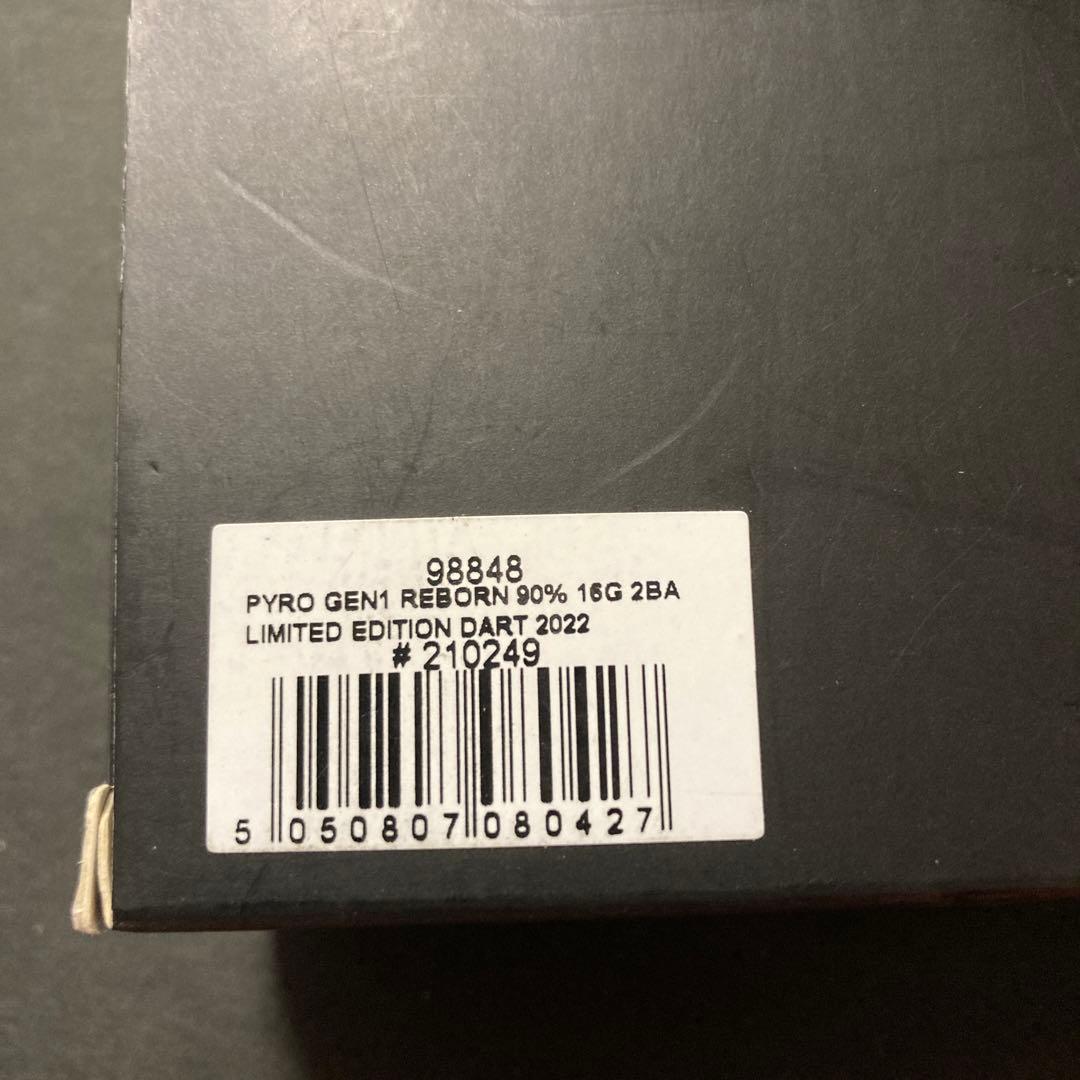 98848
PYRO GEN1 REBORN 90% 16G 2BA
LIMITED EDITION DART 2022
# 210249
5 050807 080427